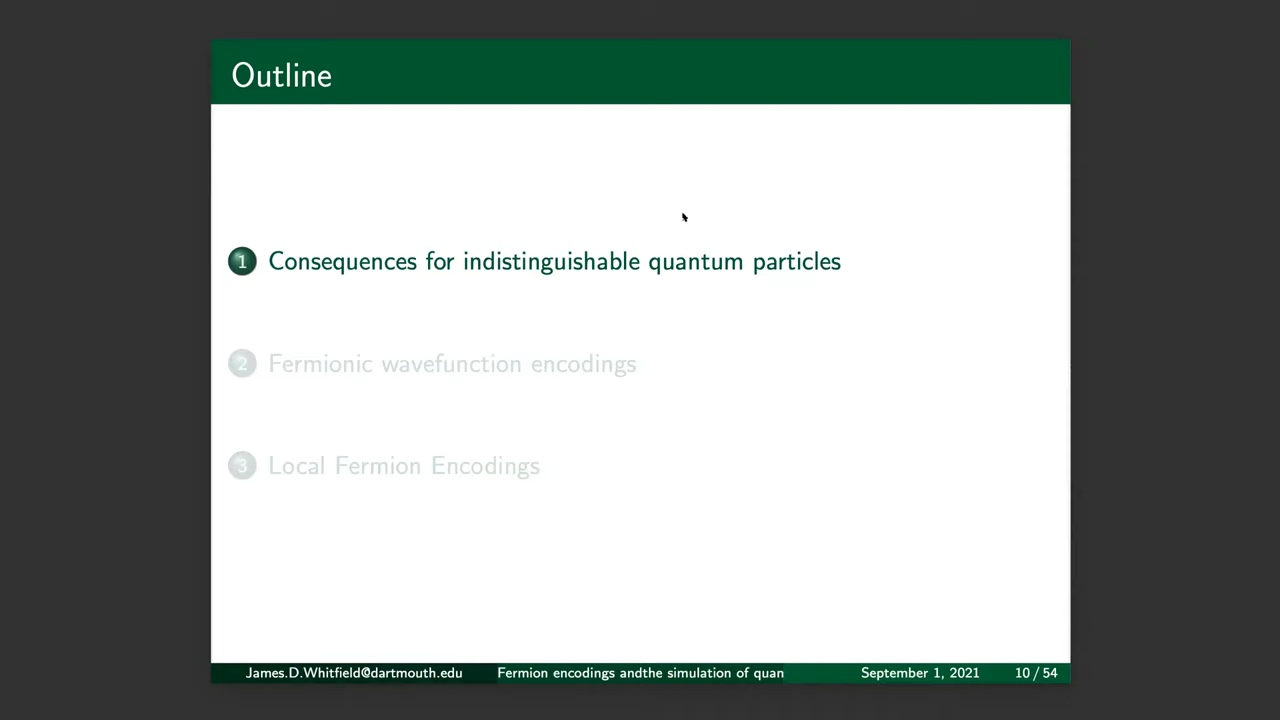 Outline
1 Consequences for indistinguishable quantum particles
2 Fermionic wavefunction encodings
3 Local Fermion Encodings
James.D.Whitfield@dartmouth.edu Fermion encodings andthe simulation of quan September 1, 2021 10 / 54